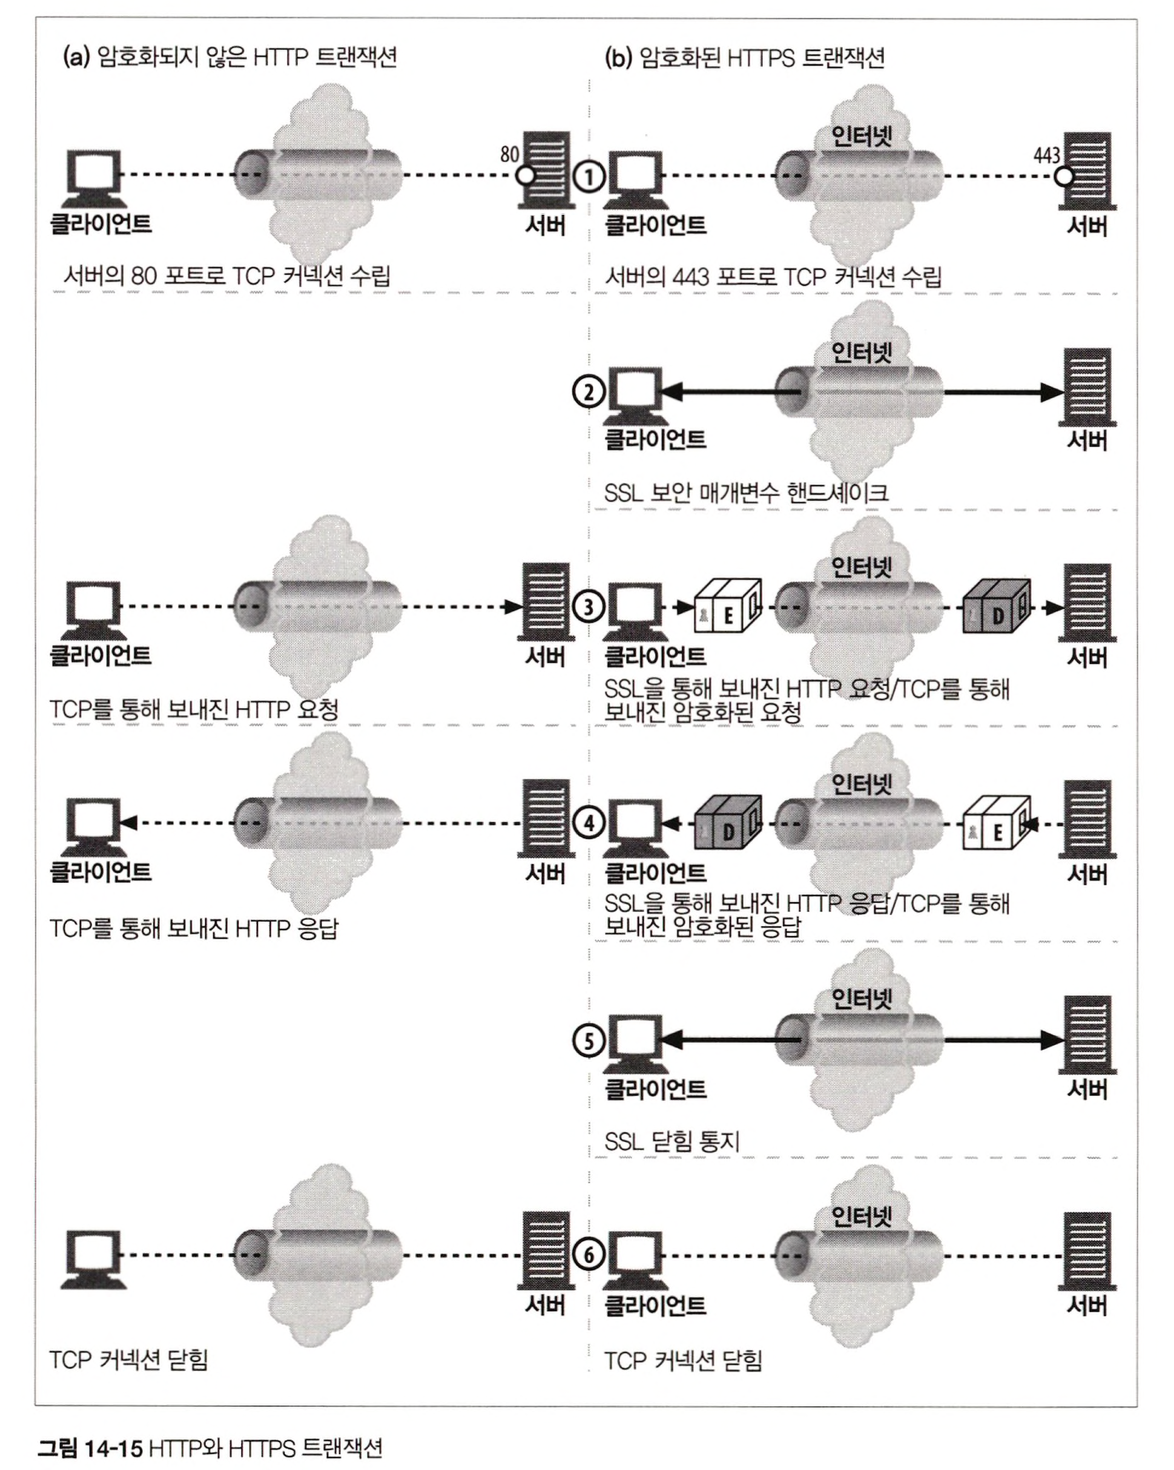 (a) 암호화되지 않은 HTTP 트랜잭션
(b) 암호화된 HTTPS 트랜잭션
80
클라이언트
서버
서버의 80 포트로 TCP 커넥션 수립
1
인터넷
443
클라이언트
서버
서버의 443 포트로 TCP 커넥션 수립
2
인터넷
클라이언트
서버
SSL 보안 매개변수 핸드셰이크
클라이언트
서버
TCP를 통해 보내진 HTTP 요청
3
인터넷
E
D
클라이언트
서버
SSL을 통해 보내진 HTTP 요청/TCP를 통해
보내진 암호화된 요청
클라이언트
서버
TCP를 통해 보내진 HTTP 응답
4
인터넷
D
E
클라이언트
서버
SSL을 통해 보내진 HTTP 응답/TCP를 통해
보내진 암호화된 응답
5
인터넷
클라이언트
서버
SSL 닫힘 통지
서버
TCP 커넥션 닫힘
6
인터넷
클라이언트
서버
TCP 커넥션 닫힘
그림 14-15 HTTP와 HTTPS 트랜잭션